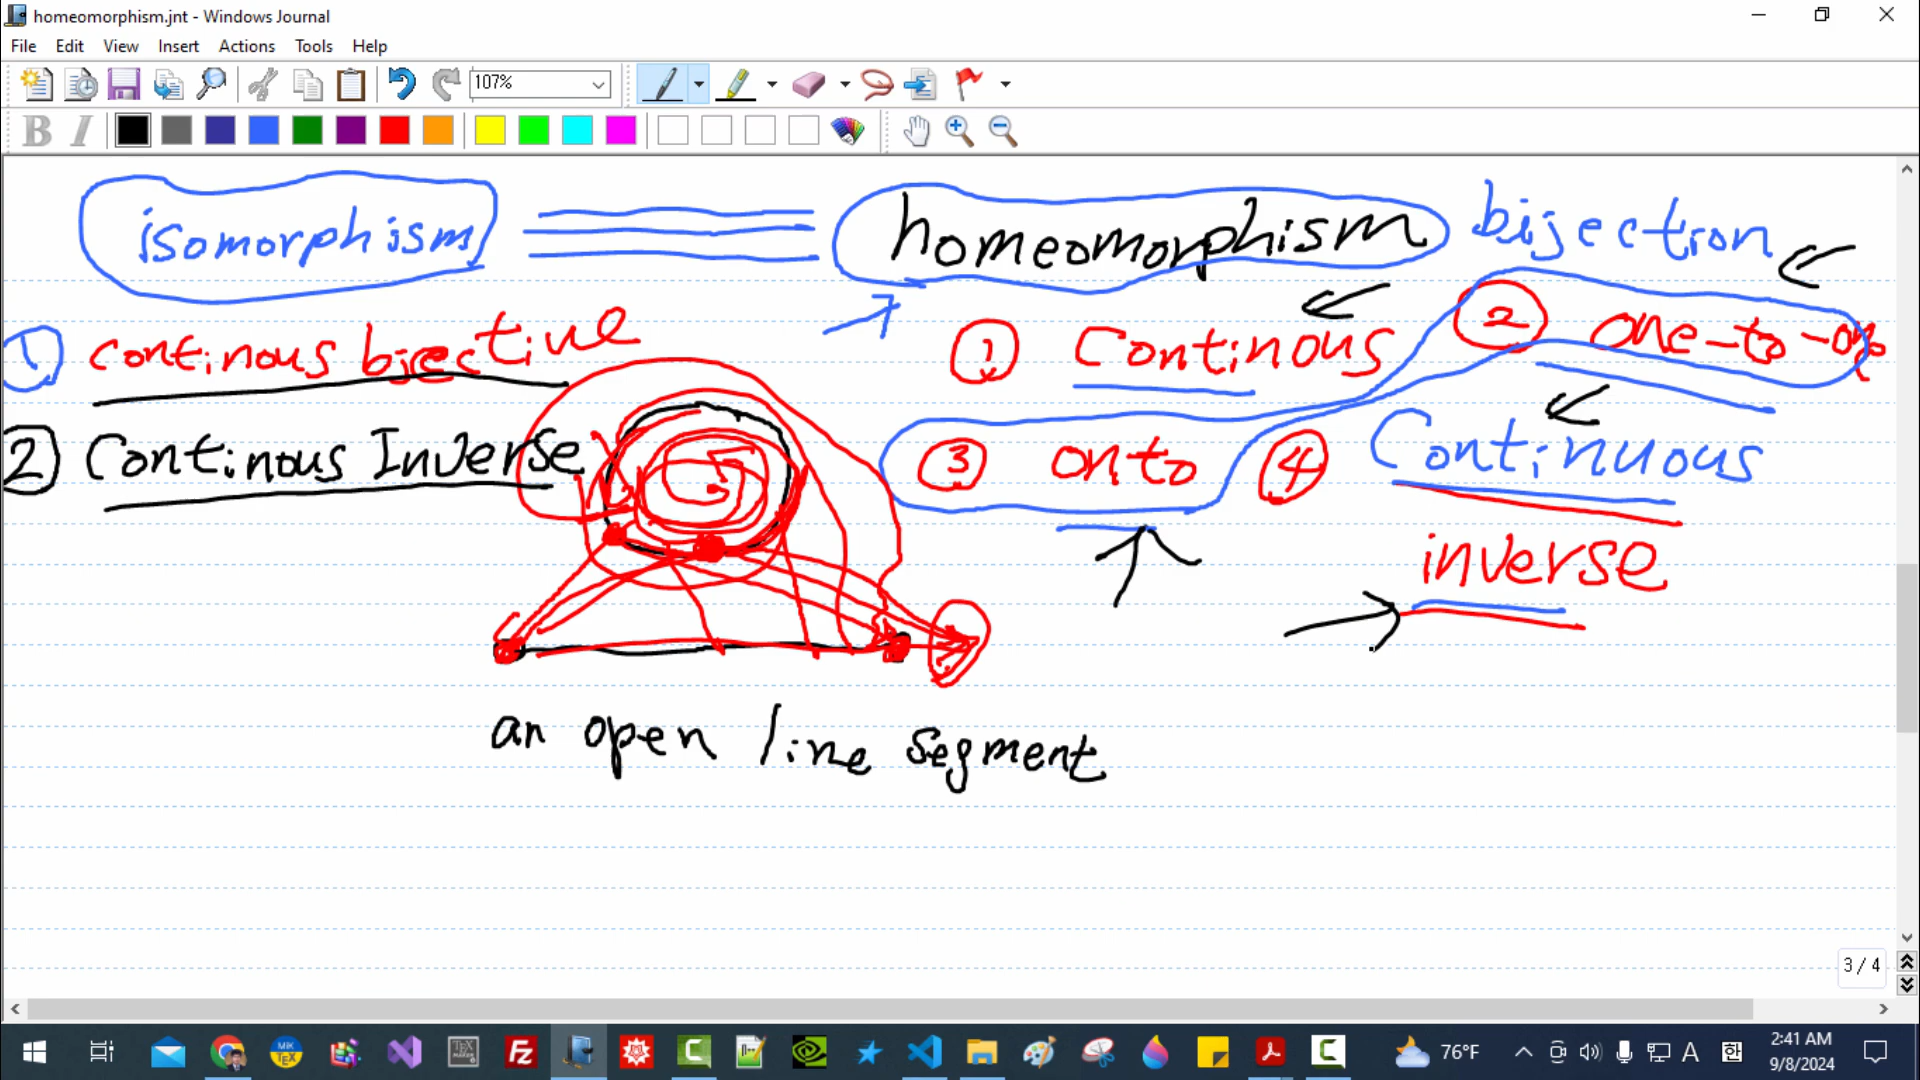 homeomorphism.jnt - Windows Journal
File Edit View Insert Actions Tools Help
107%
B I
isomorphism homeomorphism bijection
1 continous bjective
1 Continous 2 one-to-one
2 Continous Inverse
3 onto 4 Continuous
inverse
an open line segment
3 / 4
76°F A 한 2:41 AM
9/8/2024